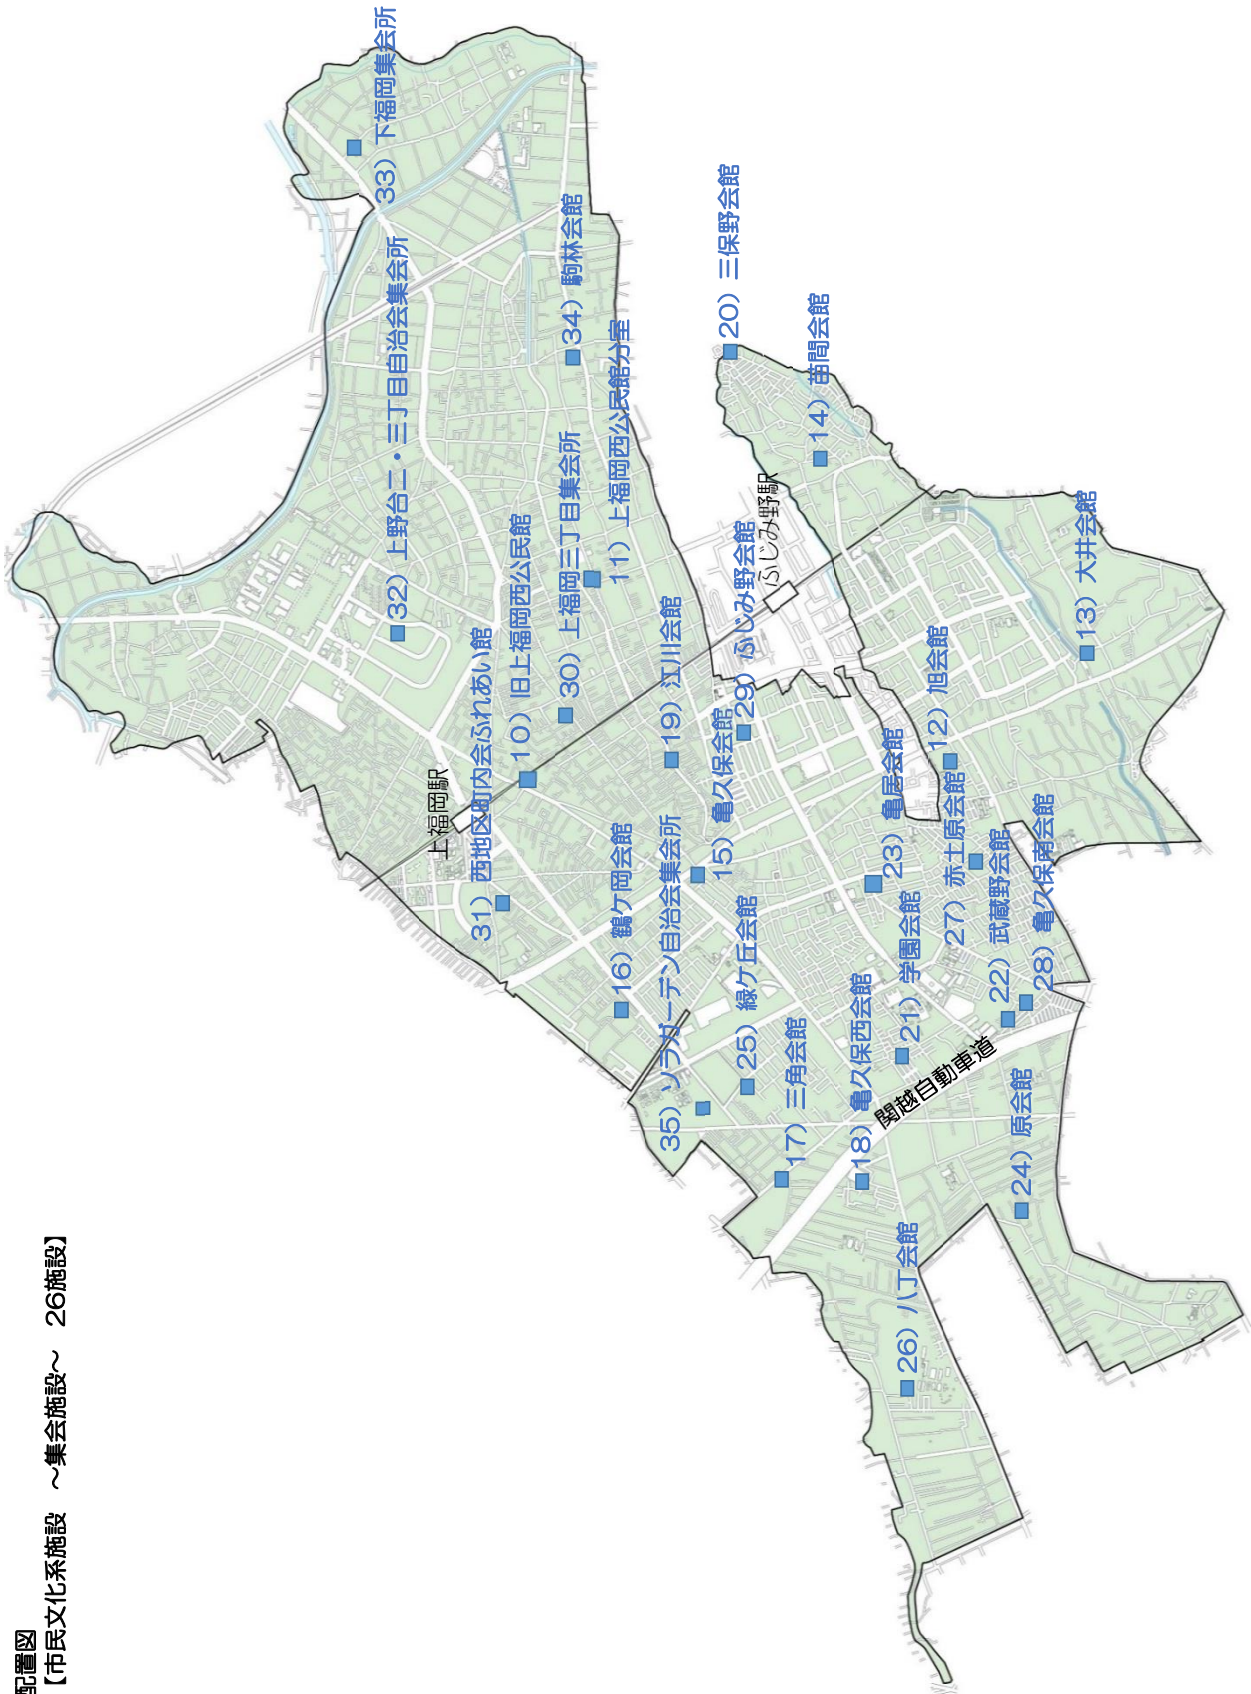 配置図
【市民文化系施設　～集会施設～　26施設】
33）下福岡集会所
32）上野台二・三丁目自治会集会所
34）駒林会館
20）三保野会館
11）上福岡西公民館分室
14）苗間会館
30）上福岡三丁目集会所
ふじみ野駅
13）大井会館
10）旧上福岡西公民館
29）ふじみ野会館
19）江川会館
31）西地区町内会ふれあい館
12）旭会館
15）亀久保会館
上福岡駅
23）亀居会館
27）赤土原会館
28）亀久保南会館
16）鶴ケ岡会館
22）武蔵野会館
35）ソラガーデン自治会集会所
25）緑ケ丘会館
21）学園会館
18）亀久保西会館
17）三角会館
関越自動車道
24）原会館
26）八丁会館